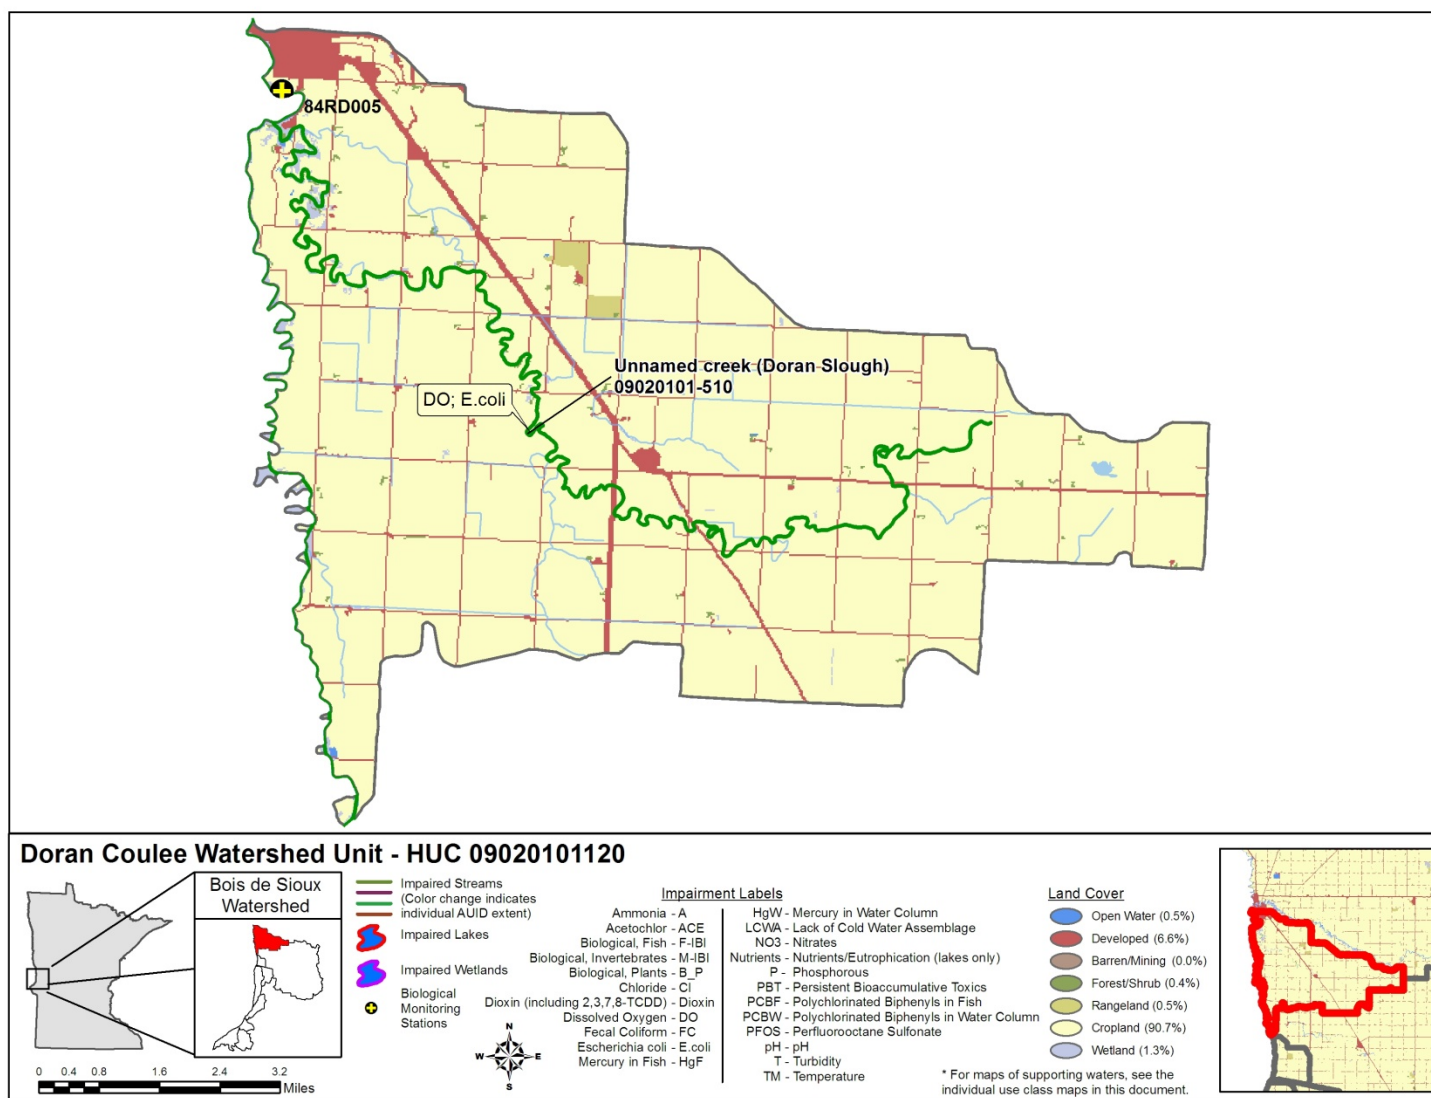 84RD005
Unnamed creek (Doran Slough)
09020101-510
DO; E.coli
Doran Coulee Watershed Unit - HUC 09020101120
Bois de Sioux
Watershed
0 0.4 0.8 1.6 2.4 3.2
Miles
Impaired Streams
(Color change indicates
individual AUID extent)
Impaired Lakes
Impaired Wetlands
Biological
Monitoring
Stations
N
W E
S
Impairment Labels
Ammonia - A
Acetochlor - ACE
Biological, Fish - F-IBI
Biological, Invertebrates - M-IBI
Biological, Plants - B_P
Chloride - Cl
Dioxin (including 2,3,7,8-TCDD) - Dioxin
Dissolved Oxygen - DO
Fecal Coliform - FC
Escherichia coli - E.coli
Mercury in Fish - HgF
HgW - Mercury in Water Column
LCWA - Lack of Cold Water Assemblage
NO3 - Nitrates
Nutrients - Nutrients/Eutrophication (lakes only)
P - Phosphorous
PBT - Persistent Bioaccumulative Toxics
PCBF - Polychlorinated Biphenyls in Fish
PCBW - Polychlorinated Biphenyls in Water Column
PFOS - Perfluorooctane Sulfonate
pH - pH
T - Turbidity
TM - Temperature
Land Cover
Open Water (0.5%)
Developed (6.6%)
Barren/Mining (0.0%)
Forest/Shrub (0.4%)
Rangeland (0.5%)
Cropland (90.7%)
Wetland (1.3%)
* For maps of supporting waters, see the
individual use class maps in this document.